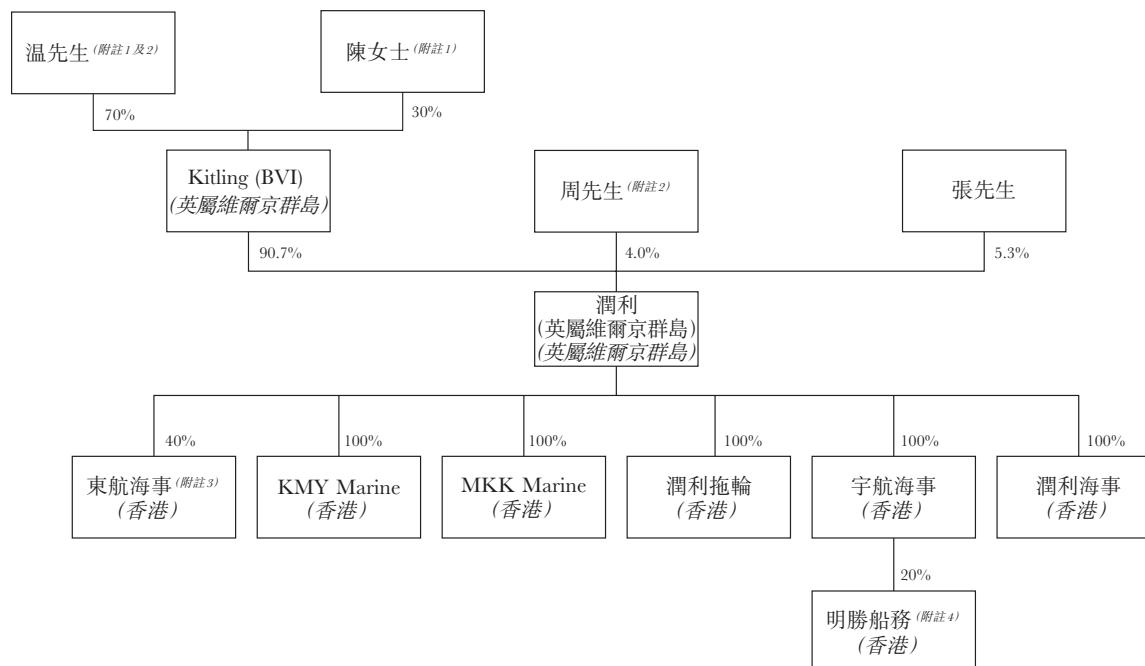 温先生(附註1及2)
陳女士(附註1)
70%
30%
Kitling (BVI)
(英屬維爾京群島)
周先生(附註2)
張先生
90.7%
4.0%
5.3%
潤利
(英屬維爾京群島)
(英屬維爾京群島)
40%
100%
100%
100%
100%
100%
東航海事(附註3)
(香港)
KMY Marine
(香港)
MKK Marine
(香港)
潤利拖輪
(香港)
宇航海事
(香港)
潤利海事
(香港)
20%
明勝船務(附註4)
(香港)